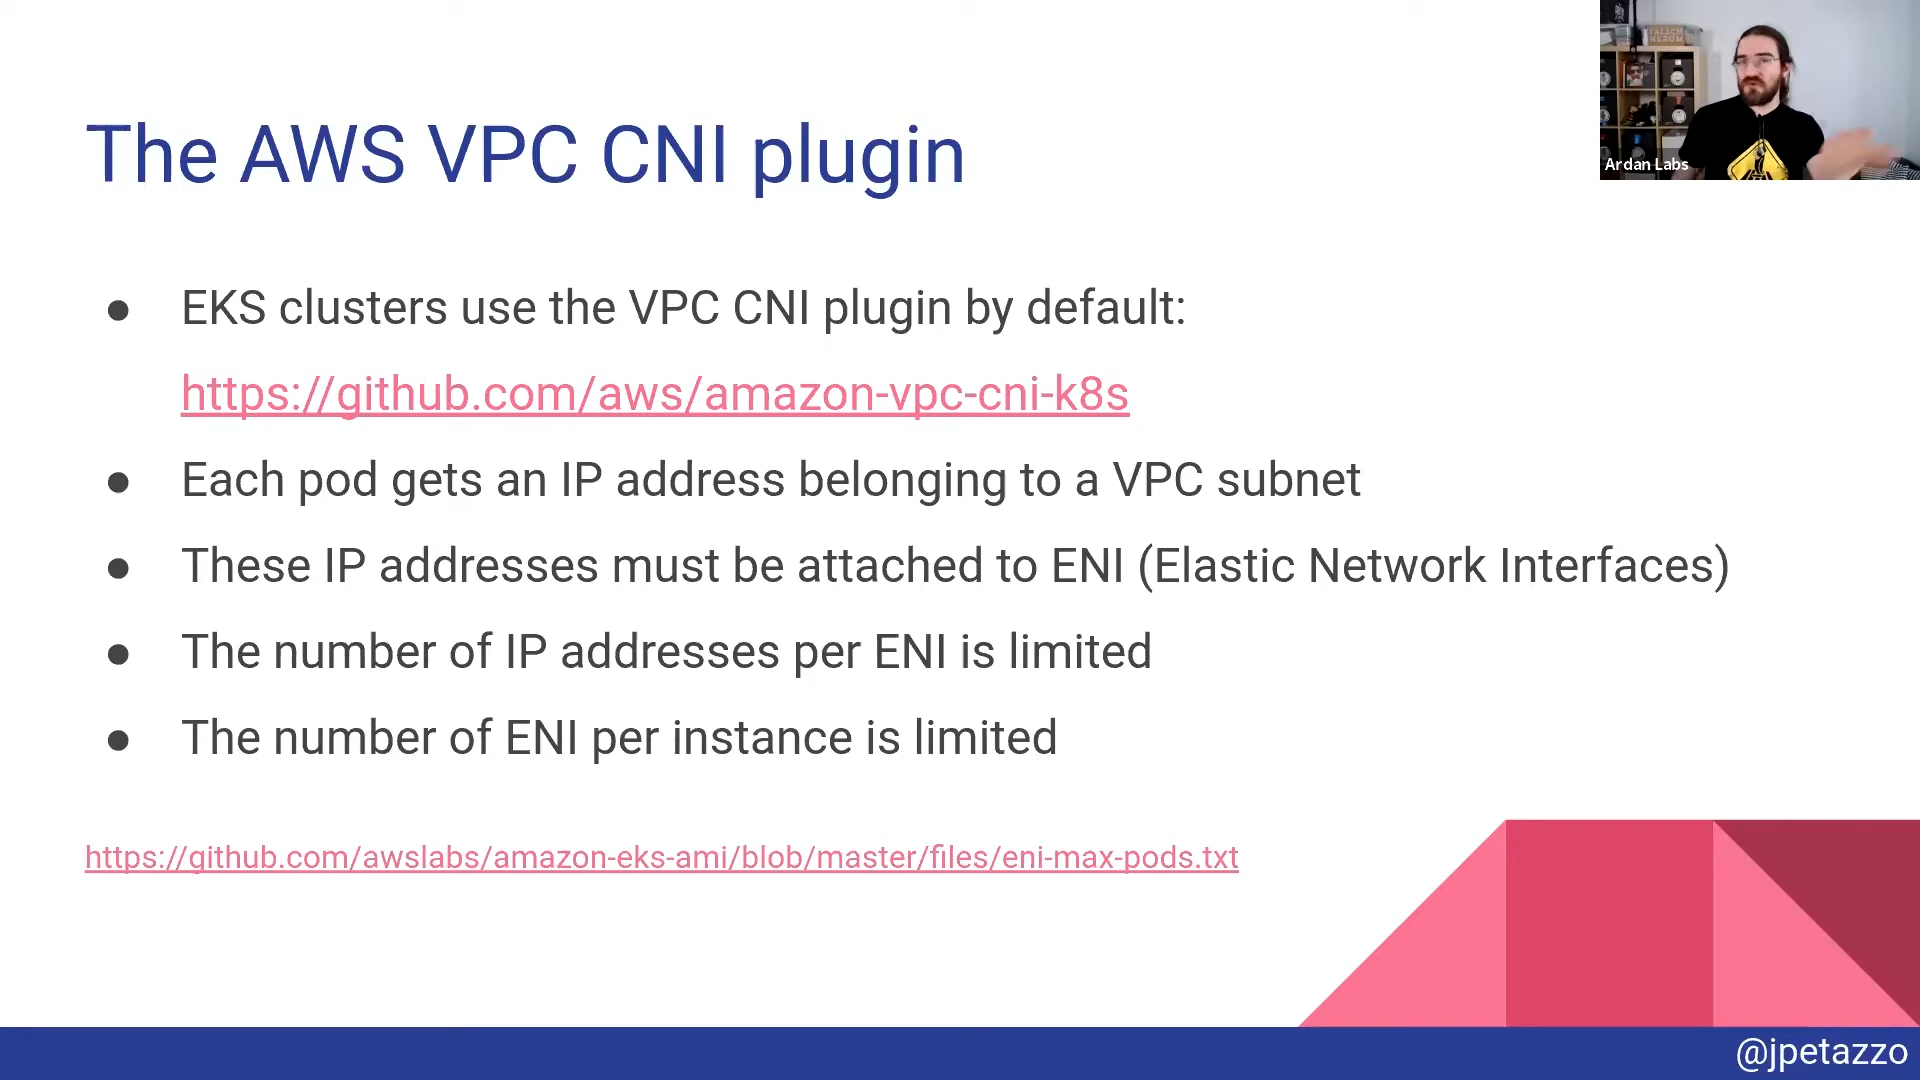 The AWS VPC CNI plugin
FALSCH
HERUM
Ardan Labs
● EKS clusters use the VPC CNI plugin by default:
https://github.com/aws/amazon-vpc-cni-k8s
● Each pod gets an IP address belonging to a VPC subnet
● These IP addresses must be attached to ENI (Elastic Network Interfaces)
● The number of IP addresses per ENI is limited
● The number of ENI per instance is limited
https://github.com/awslabs/amazon-eks-ami/blob/master/files/eni-max-pods.txt
@jpetazzo